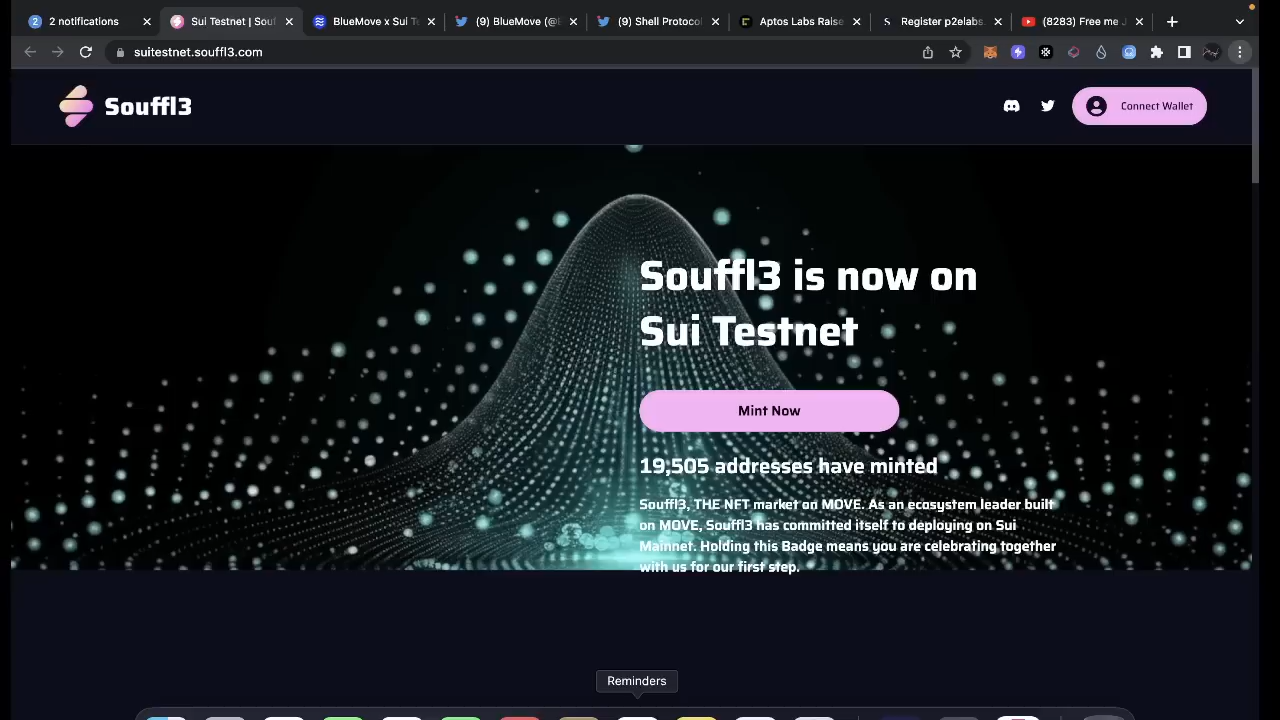 2 2 notifications
Sui Testnet | Souf
BlueMove x Sui Te
(9) BlueMove (@B
(9) Shell Protocol
Aptos Labs Raise
S Register p2elabs.
(8283) Free me J
suitestnet.souffl3.com
Souffl3
Connect Wallet
Souffl3 is now on
Sui Testnet
Mint Now
19,505 addresses have minted
Souffl3, THE NFT market on MOVE. As an ecosystem leader built
on MOVE, Souffl3 has committed itself to deploying on Sui
Mainnet. Holding this Badge means you are celebrating together
with us for our first step.
Reminders